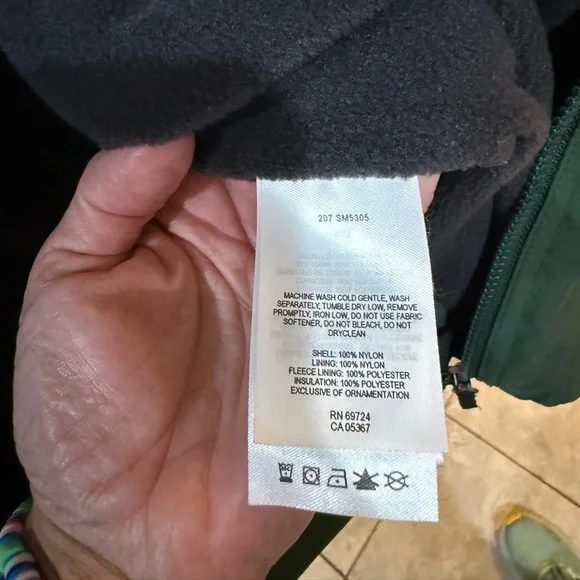 207 SM5305
MACHINE WASH COLD GENTLE, WASH
SEPARATELY, TUMBLE DRY LOW, REMOVE
PROMPTLY, IRON LOW, DO NOT USE FABRIC
SOFTENER, DO NOT BLEACH, DO NOT
DRYCLEAN
SHELL: 100% NYLON
LINING: 100% NYLON
FLEECE LINING: 100% POLYESTER
INSULATION: 100% POLYESTER
EXCLUSIVE OF ORNAMENTATION
RN 69724
CA 05367